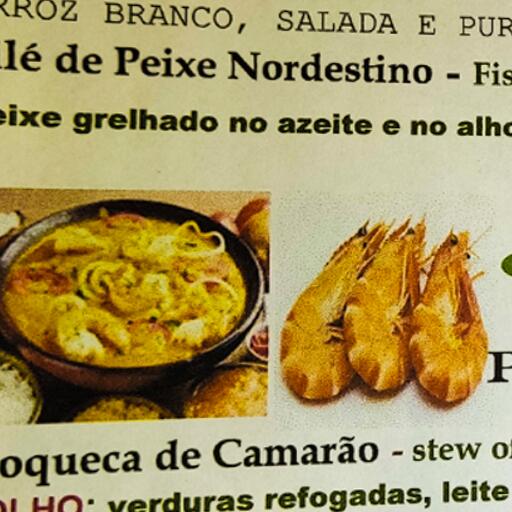 RROZ BRANCO, SALADA E PUR
lé de Peixe Nordestino - Fis
eixe grelhado no azeite e no alho
P
oqueca de Camarão - stew of
OLHO: verduras refogadas, leite